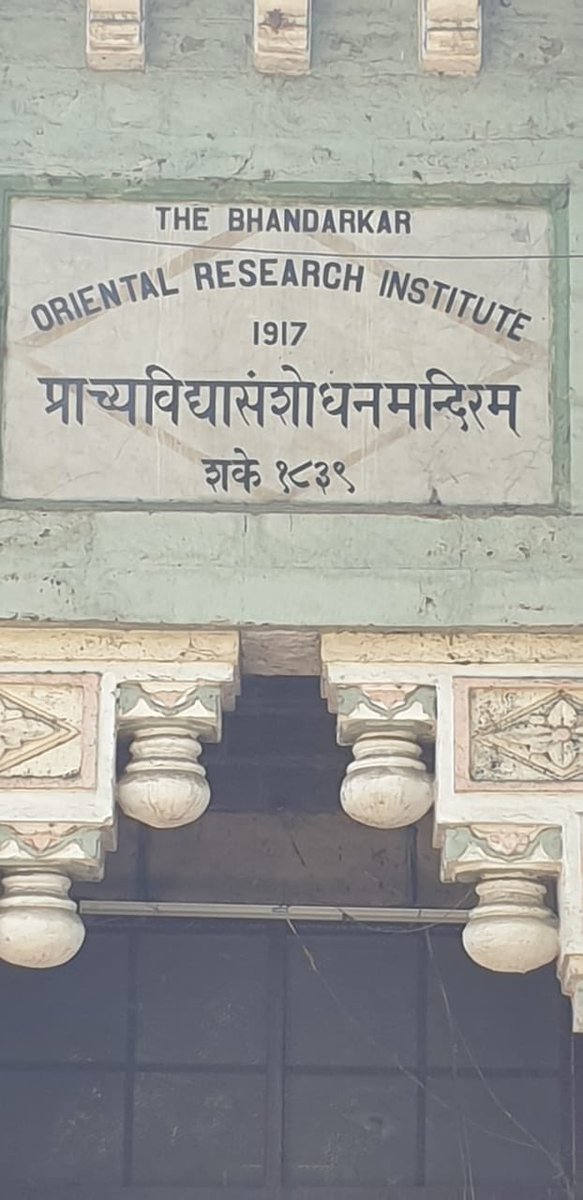 THE BHANDARKAR
ORIENTAL RESEARCH INSTITUTE
1917
प्राच्यविद्यासंशोधनमन्दिरम्
शके १८३९